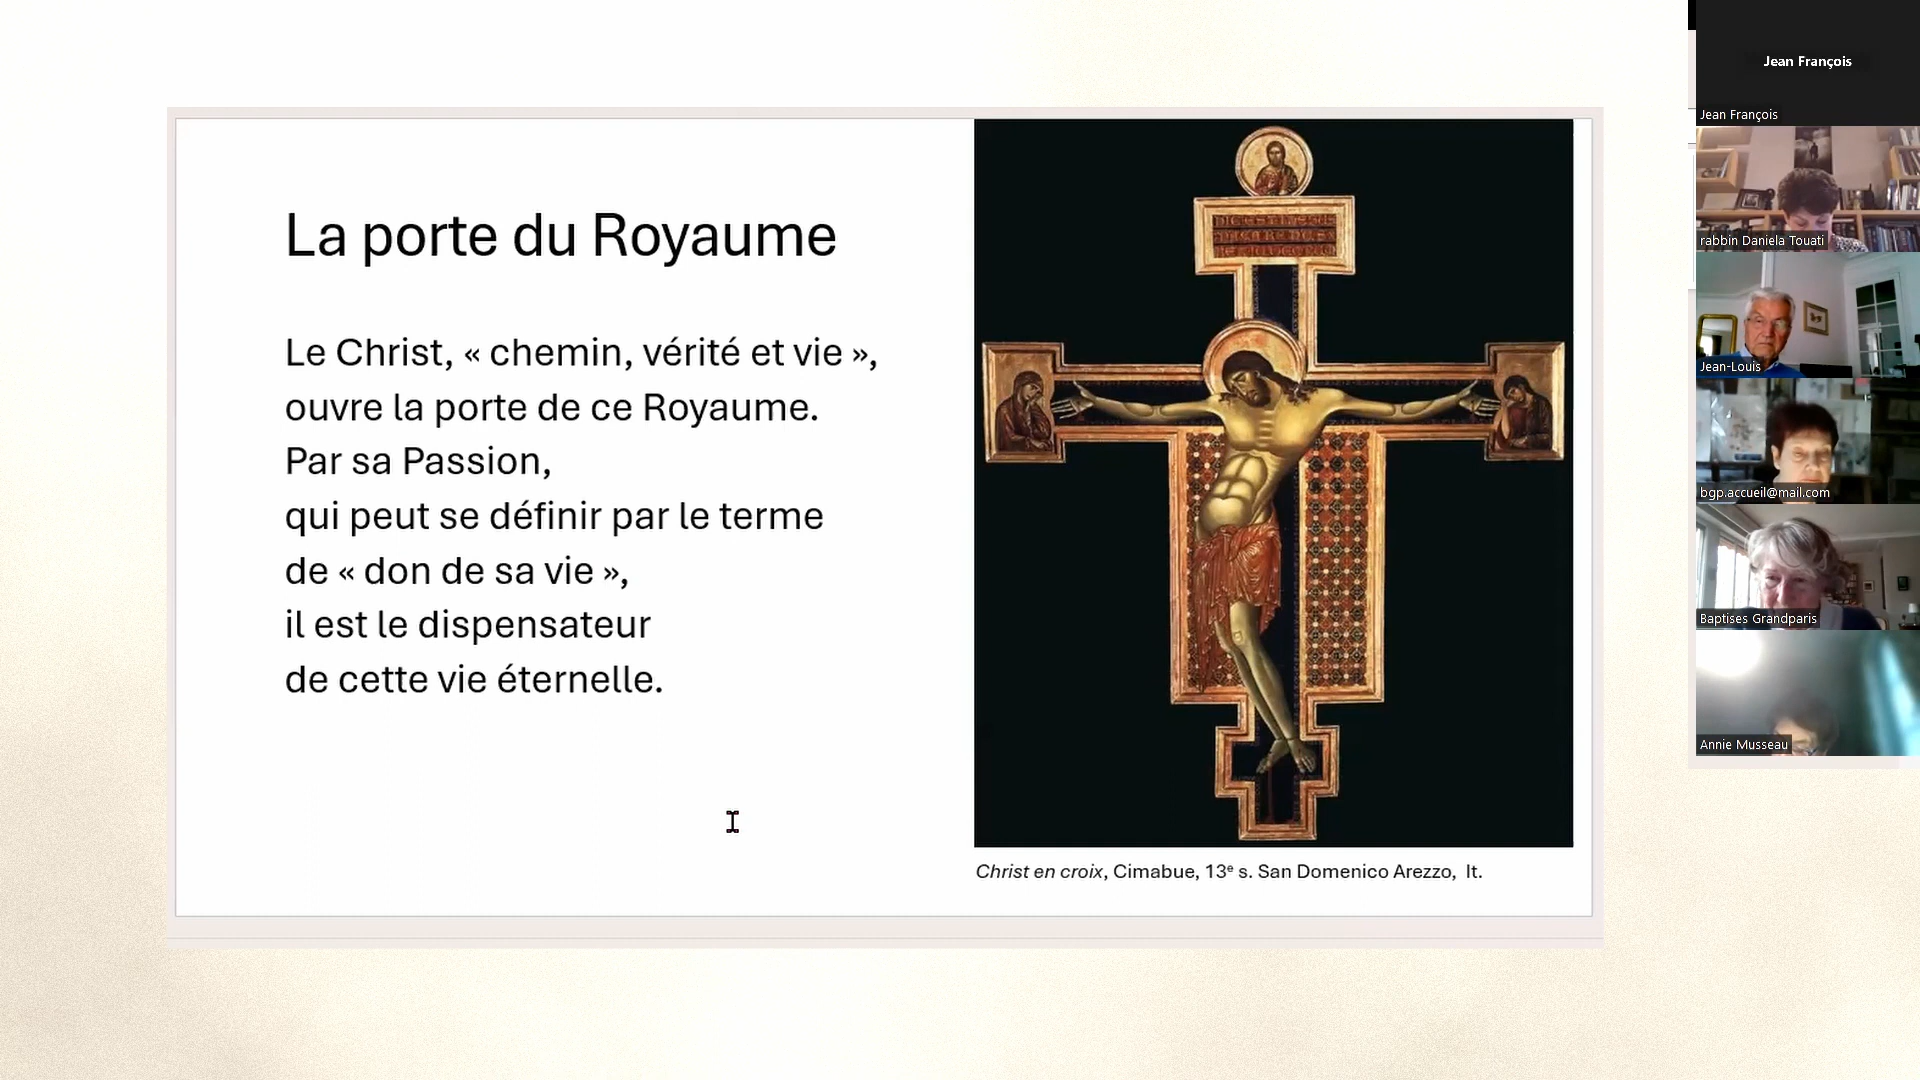 La porte du Royaume
Le Christ, « chemin, vérité et vie »,
ouvre la porte de ce Royaume.
Par sa Passion,
qui peut se définir par le terme
de « don de sa vie »,
il est le dispensateur
de cette vie éternelle.
Christ en croix, Cimabue, 13e s. San Domenico Arezzo, It.
Jean François
Jean François
rabbin Daniela Touati
Jean-Louis
bgp.accueil@mail.com
Baptises Grandparis
Annie Musseau